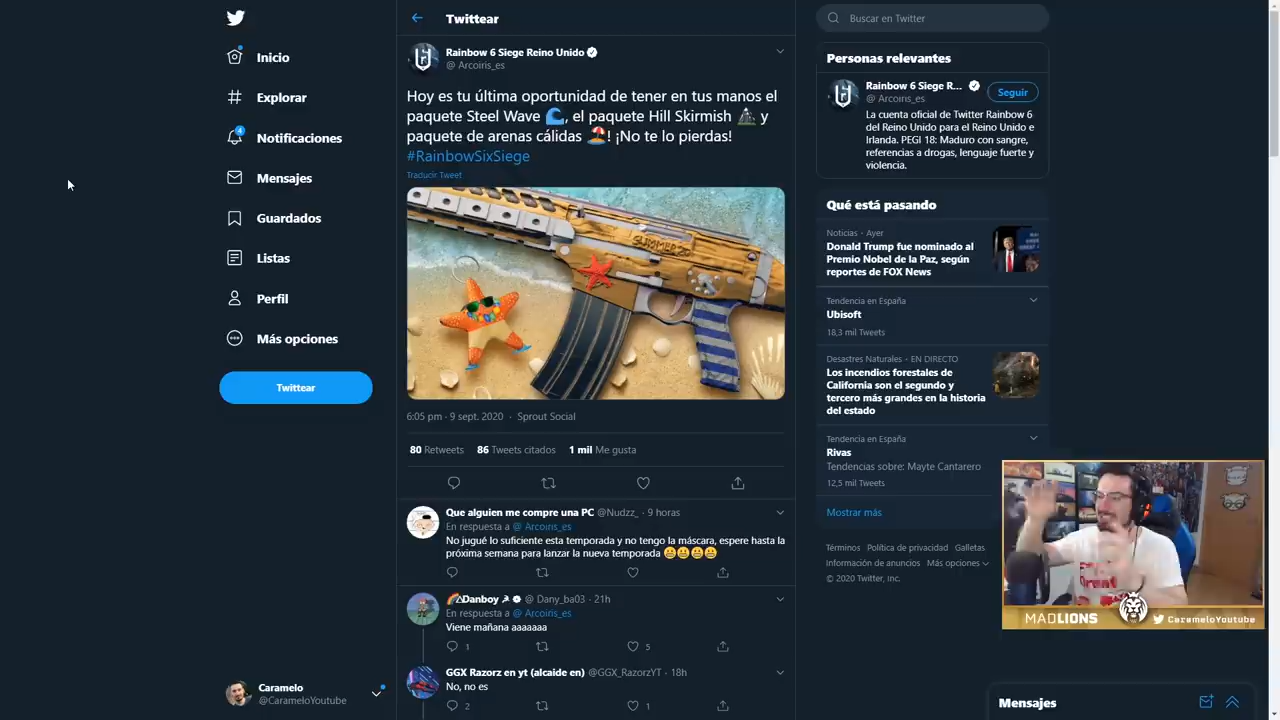 Inicio
Explorar
4
Notificaciones
Mensajes
Guardados
Listas
Perfil
Más opciones
Twittear
Caramelo
@CarameloYoutube
Twittear
Rainbow 6 Siege Reino Unido
@ Arcoiris_es
Hoy es tu última oportunidad de tener en tus manos el
paquete Steel Wave 🌊, el paquete Hill Skirmish ⛰ y
paquete de arenas cálidas 🏖! ¡No te lo pierdas!
#RainbowSixSiege
Traducir Tweet
SUMMER
6:05 pm · 9 sept. 2020 · Sprout Social
80 Retweets 86 Tweets citados 1 mil Me gusta
Que alguien me compre una PC @Nudzz_ · 9 horas
En respuesta a @ Arcoiris_es
No jugué lo suficiente esta temporada y no tengo la máscara, espere hasta la
próxima semana para lanzar la nueva temporada 😫😫😫😫
Danboy @ Dany_ba03 · 21h
En respuesta a @ Arcoiris_es
Viene mañana aaaaaaa
1 5
GGX Razorz en yt (alcaide en) @GGX_RazorzYT · 18h
No, no es
2 1
Buscar en Twitter
Personas relevantes
Rainbow 6 Siege R...
@ Arcoiris_es
Seguir
La cuenta oficial de Twitter Rainbow 6
del Reino Unido para el Reino Unido e
Irlanda. PEGI 18: Maduro con sangre,
referencias a drogas, lenguaje fuerte y
violencia.
Qué está pasando
Noticias · Ayer
Donald Trump fue nominado al
Premio Nobel de la Paz, según
reportes de FOX News
Tendencia en España
Ubisoft
18,3 mil Tweets
Desastres Naturales · EN DIRECTO
Los incendios forestales de
California son el segundo y
tercero más grandes en la historia
del estado
Tendencia en España
Rivas
Tendencias sobre: Mayte Cantarero
12,5 mil Tweets
Mostrar más
Términos Política de privacidad Galletas
Información de anuncios Más opciones
© 2020 Twitter, Inc.
MADLIONS
CarameloYoutube
Mensajes